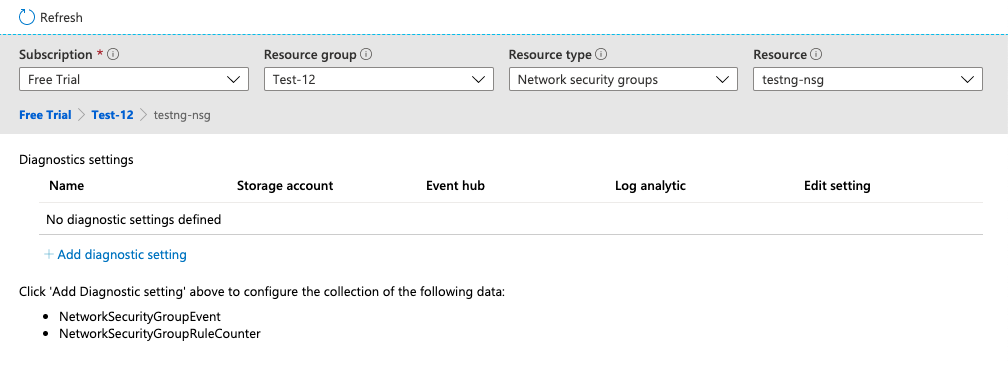 Refresh
Subscription * Resource group Resource type Resource
Free Trial Test-12 Network security groups testng-nsg
Free Trial > Test-12 > testng-nsg
Diagnostics settings
Name Storage account Event hub Log analytic Edit setting
No diagnostic settings defined
+ Add diagnostic setting
Click 'Add Diagnostic setting' above to configure the collection of the following data:
• NetworkSecurityGroupEvent
• NetworkSecurityGroupRuleCounter